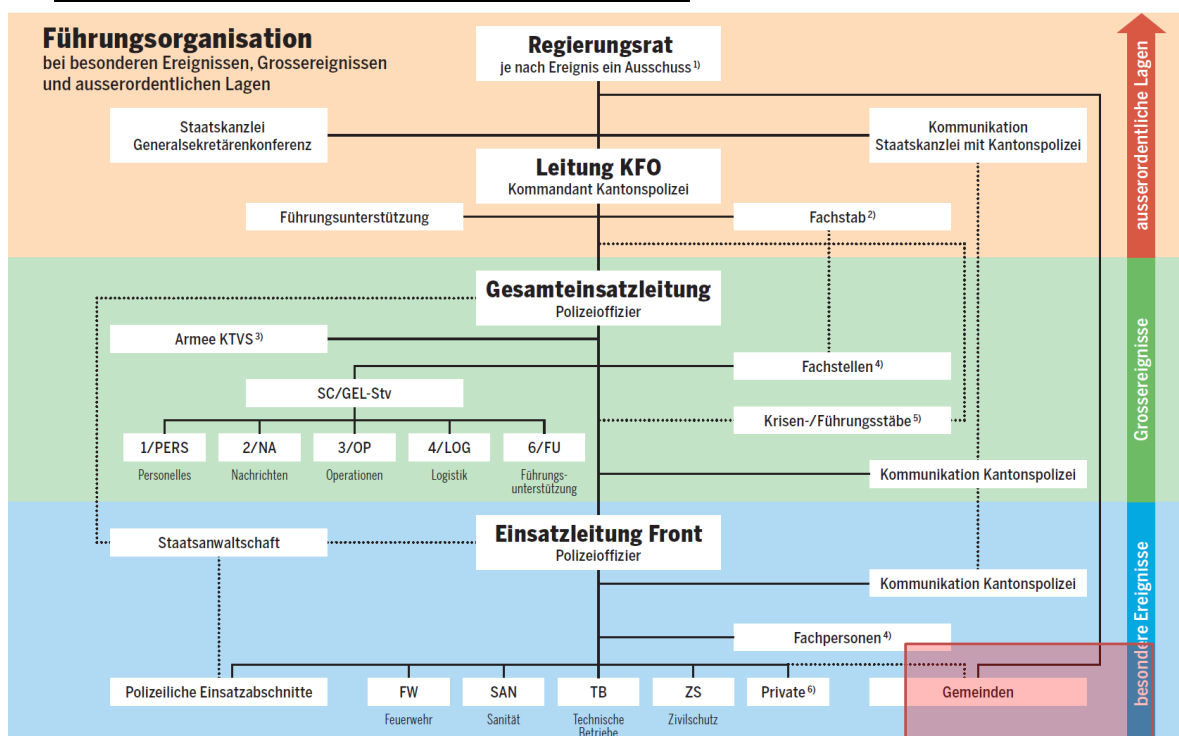 Führungsorganisation
bei besonderen Ereignissen, Grossereignissen
und ausserordentlichen Lagen
Regierungsrat
je nach Ereignis ein Ausschuss 1)
Staatskanzlei
Generalsekretärenkonferenz
Kommunikation
Staatskanzlei mit Kantonspolizei
Leitung KFO
Kommandant Kantonspolizei
Führungsunterstützung
Fachstab 2)
ausserordentliche Lagen
Gesamteinsatzleitung
Polizeioffizier
Armee KTVS 3)
Fachstellen 4)
SC/GEL-Stv
Krisen-/Führungsstäbe 5)
1/PERS
2/NA
3/OP
4/LOG
6/FU
Personelles
Nachrichten
Operationen
Logistik
Führungs-
unterstützung
Kommunikation Kantonspolizei
Grossereignisse
Einsatzleitung Front
Polizeioffizier
Staatsanwaltschaft
Kommunikation Kantonspolizei
Fachpersonen 4)
Polizeiliche Einsatzabschnitte
FW
SAN
TB
ZS
Private 6)
Gemeinden
Feuerwehr
Sanität
Technische
Betriebe
Zivilschutz
besondere Ereignisse